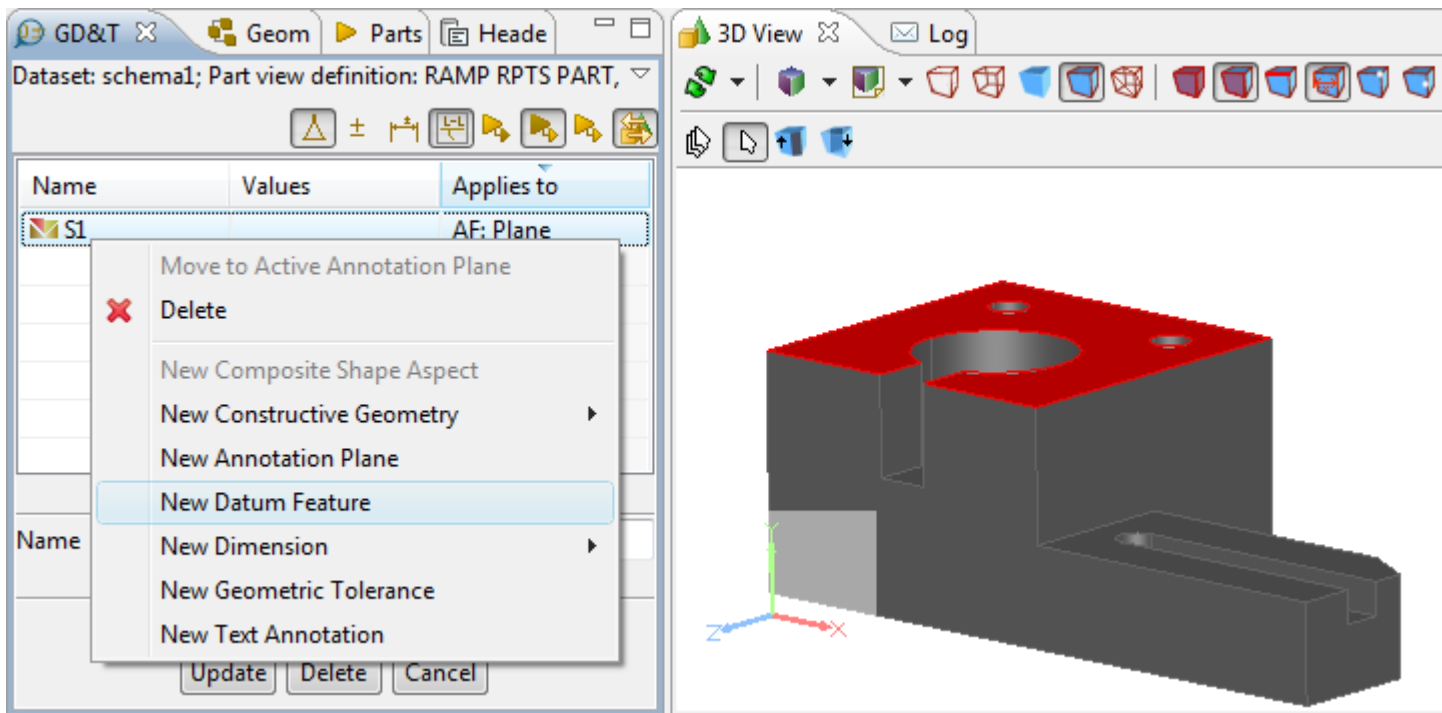 GD&T Geom Parts Heade
Dataset: schema1; Part view definition: RAMP RPTS PART,
Name Values Applies to
S1 AF: Plane
Move to Active Annotation Plane
Delete
New Composite Shape Aspect
New Constructive Geometry
New Annotation Plane
New Datum Feature
Name
New Dimension
New Geometric Tolerance
New Text Annotation
Update Delete Cancel
3D View Log
Y
Z X